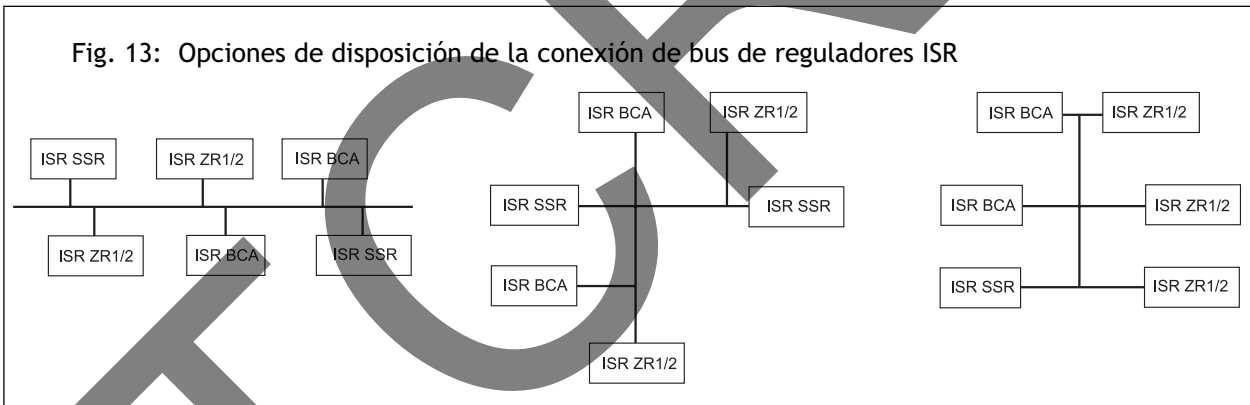 Fig. 13: Opciones de disposición de la conexión de bus de reguladores ISR
ISR SSR
ISR ZR1/2
ISR BCA
ISR ZR1/2
ISR BCA
ISR SSR
ISR BCA
ISR ZR1/2
ISR SSR
ISR SSR
ISR BCA
ISR ZR1/2
ISR BCA
ISR ZR1/2
ISR BCA
ISR ZR1/2
ISR SSR
ISR ZR1/2